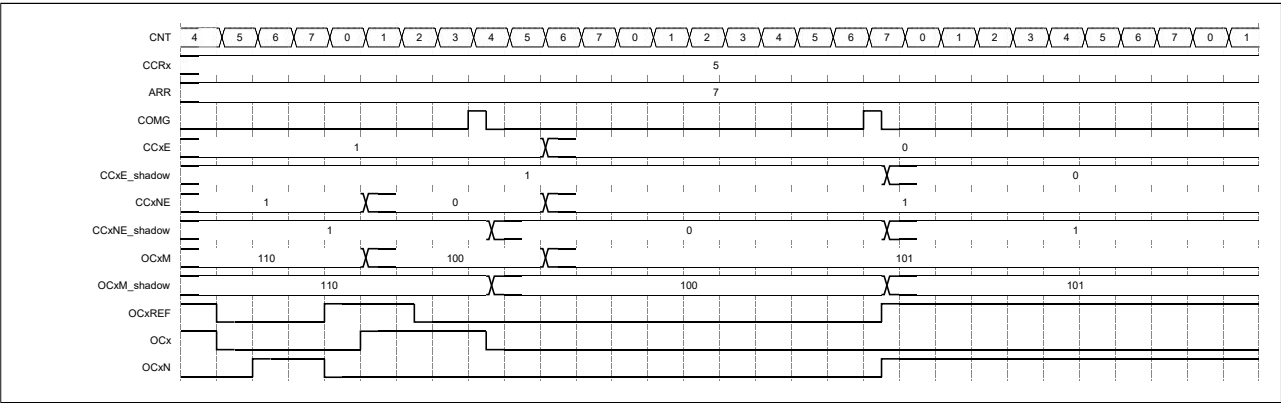 CNT 4 5 6 7 0 1 2 3 4 5 6 7 0 1 2 3 4 5 6 7 0 1 2 3 4 5 6 7 0 1
CCRx 5
ARR 7
COMG
CCxE 1 0
CCxE_shadow 1 0
CCxNE 1 0 1
CCxNE_shadow 1 0 1
OCxM 110 100 101
OCxM_shadow 110 100 101
OCxREF
OCx
OCxN